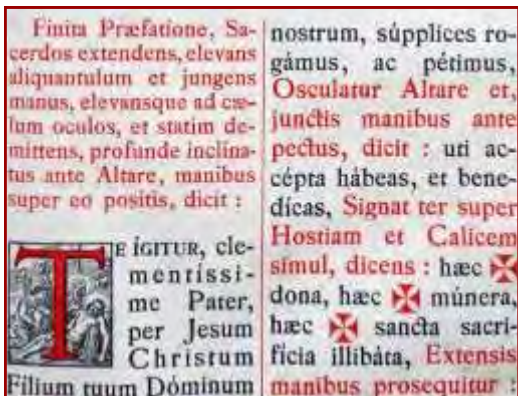 Finita Præfatione, Sa-
cerdos extendens, elevans
aliquantulum et jungens
manus, elevansque ad cæ-
lum oculos, et statim de-
mittens, profunde inclina-
tus ante Altare, manibus
super eo positis, dicit :
TE IGITUR, cle-
mentissi-
me Pater,
per Jesum
Christum
Filium tuum Dóminum
nostrum, súpplices ro-
gámus, ac pétimus,
Osculatur Altare et,
junctis manibus ante
pectus, dicit : uti ac-
cépta hábeas, et bene-
dícas, Signat ter super
Hostiam et Calicem
simul, dicens : hæc ✠
dona, hæc ✠ múnera,
hæc ✠ sancta sacri-
fícia illibáta, Extensis
manibus prosequitur :